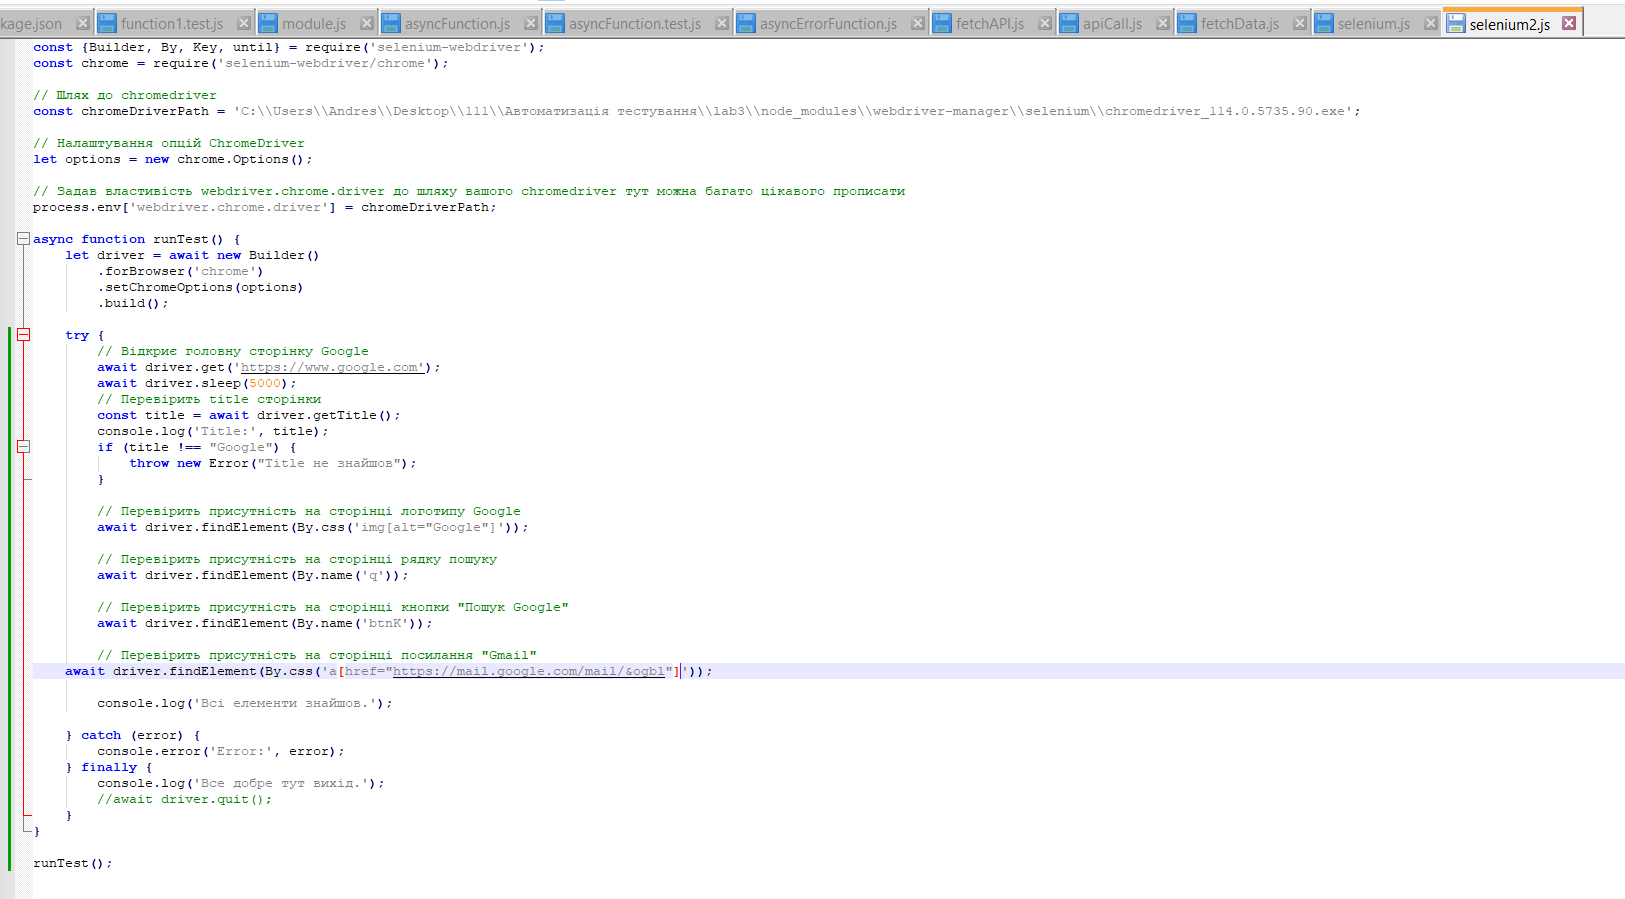 kage.json function1.test.js module.js asyncFunction.js asyncFunction.test.js asyncErrorFunction.js fetchAPI.js apiCall.js fetchData.js selenium.js selenium2.js
const {Builder, By, Key, until} = require('selenium-webdriver');
const chrome = require('selenium-webdriver/chrome');
// Шлях до chromedriver
const chromeDriverPath = 'C:\\Users\\Andres\\Desktop\\111\\Автоматизація тестування\\lab3\\node_modules\\webdriver-manager\\selenium\\chromedriver_114.0.5735.90.exe';
// Налаштування опцій ChromeDriver
let options = new chrome.Options();
// Задав властивість webdriver.chrome.driver до шляху вашого chromedriver тут можна багато цікавого прописати
process.env['webdriver.chrome.driver'] = chromeDriverPath;
async function runTest() {
let driver = await new Builder()
.forBrowser('chrome')
.setChromeOptions(options)
.build();
try {
// Відкриє головну сторінку Google
await driver.get('https://www.google.com');
await driver.sleep(5000);
// Перевірить title сторінки
const title = await driver.getTitle();
console.log('Title:', title);
if (title !== "Google") {
throw new Error("Title не знайшов");
}
// Перевірить присутність на сторінці логотипу Google
await driver.findElement(By.css('img[alt="Google"]'));
// Перевірить присутність на сторінці рядку пошуку
await driver.findElement(By.name('q'));
// Перевірить присутність на сторінці кнопки "Пошук Google"
await driver.findElement(By.name('btnK'));
// Перевірить присутність на сторінці посилання "Gmail"
await driver.findElement(By.css('a[href="https://mail.google.com/mail/&ogbl"]'));
console.log('Всі елементи знайшов.');
} catch (error) {
console.error('Error:', error);
} finally {
console.log('Все добре тут вихід.');
//await driver.quit();
}
}
runTest();